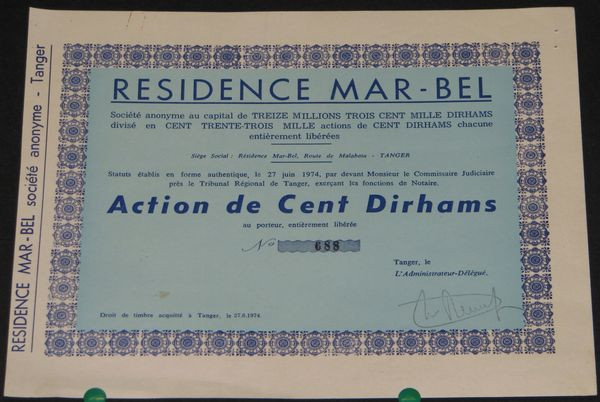 RESIDENCE MAR-BEL société anonyme - Tanger
RESIDENCE MAR-BEL
Société anonyme au capital de TREIZE MILLIONS TROIS CENT MILLE DIRHAMS
divisé en CENT TRENTE-TROIS MILLE actions de CENT DIRHAMS chacune
entièrement libérées
Siège Social : Résidence Mar-Bel, Route de Malabata - TANGER
Statuts établis en forme authentique, le 27 juin 1974, par devant Monsieur le Commissaire Judiciaire
près le Tribunal Régional de Tanger, exerçant les fonctions de Notaire.
Action de Cent Dirhams
au porteur, entièrement libérée
No 688
Tanger, le
L'Administrateur-Délégué,
Droit de timbre acquitté à Tanger, le 27.6.1974.